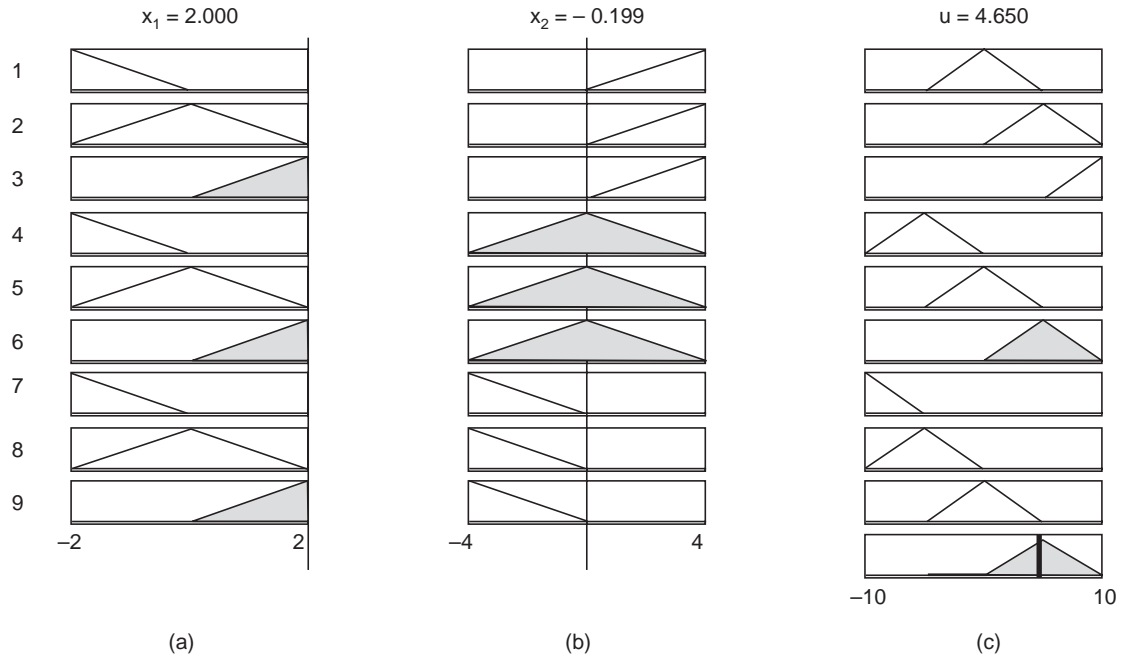 x1 = 2.000
x2 = – 0.199
u = 4.650
1
2
3
4
5
6
7
8
9
–2
2
–4
4
–10
10
(a)
(b)
(c)